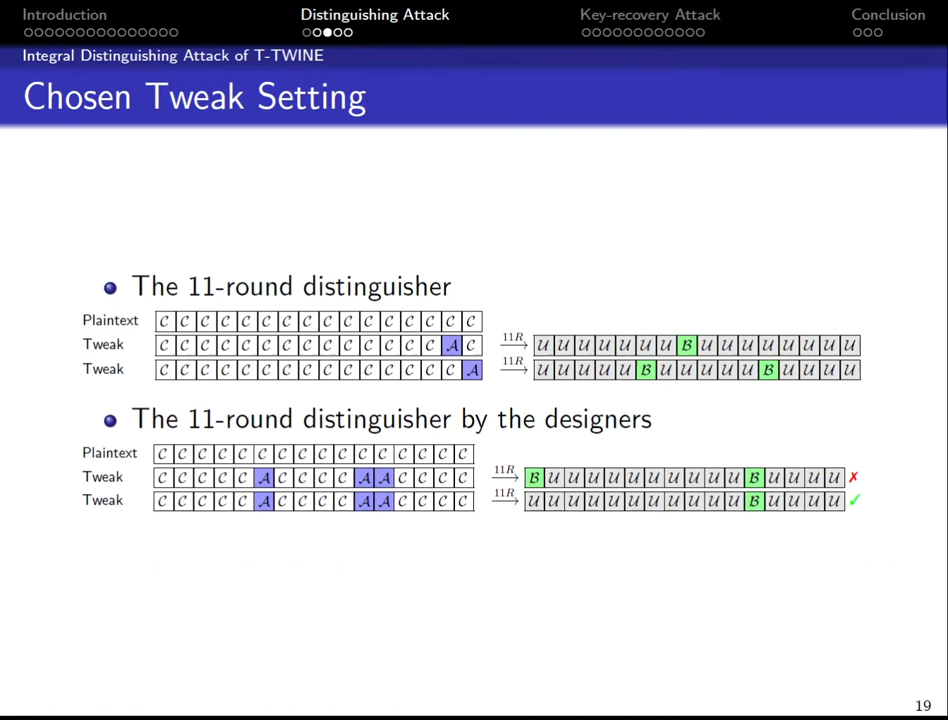 Introduction Distinguishing Attack Key-recovery Attack Conclusion
Integral Distinguishing Attack of T-TWINE
Chosen Tweak Setting
The 11-round distinguisher
Plaintext C C C C C C C C C C C C C C C C
Tweak C C C C C C C C C C C C C C A C 11R → U U U U U U U B U U U U U U U U
Tweak C C C C C C C C C C C C C C C A 11R → U U U U U B U U U U U B U U U U
The 11-round distinguisher by the designers
Plaintext C C C C C C C C C C C C C C C C
Tweak C C C C C A C C C C A A C C C C 11R → B U U U U U U U U U U B U U U U ✗
Tweak C C C C C A C C C C A A C C C C 11R → U U U U U U U U U U U B U U U U ✓
19